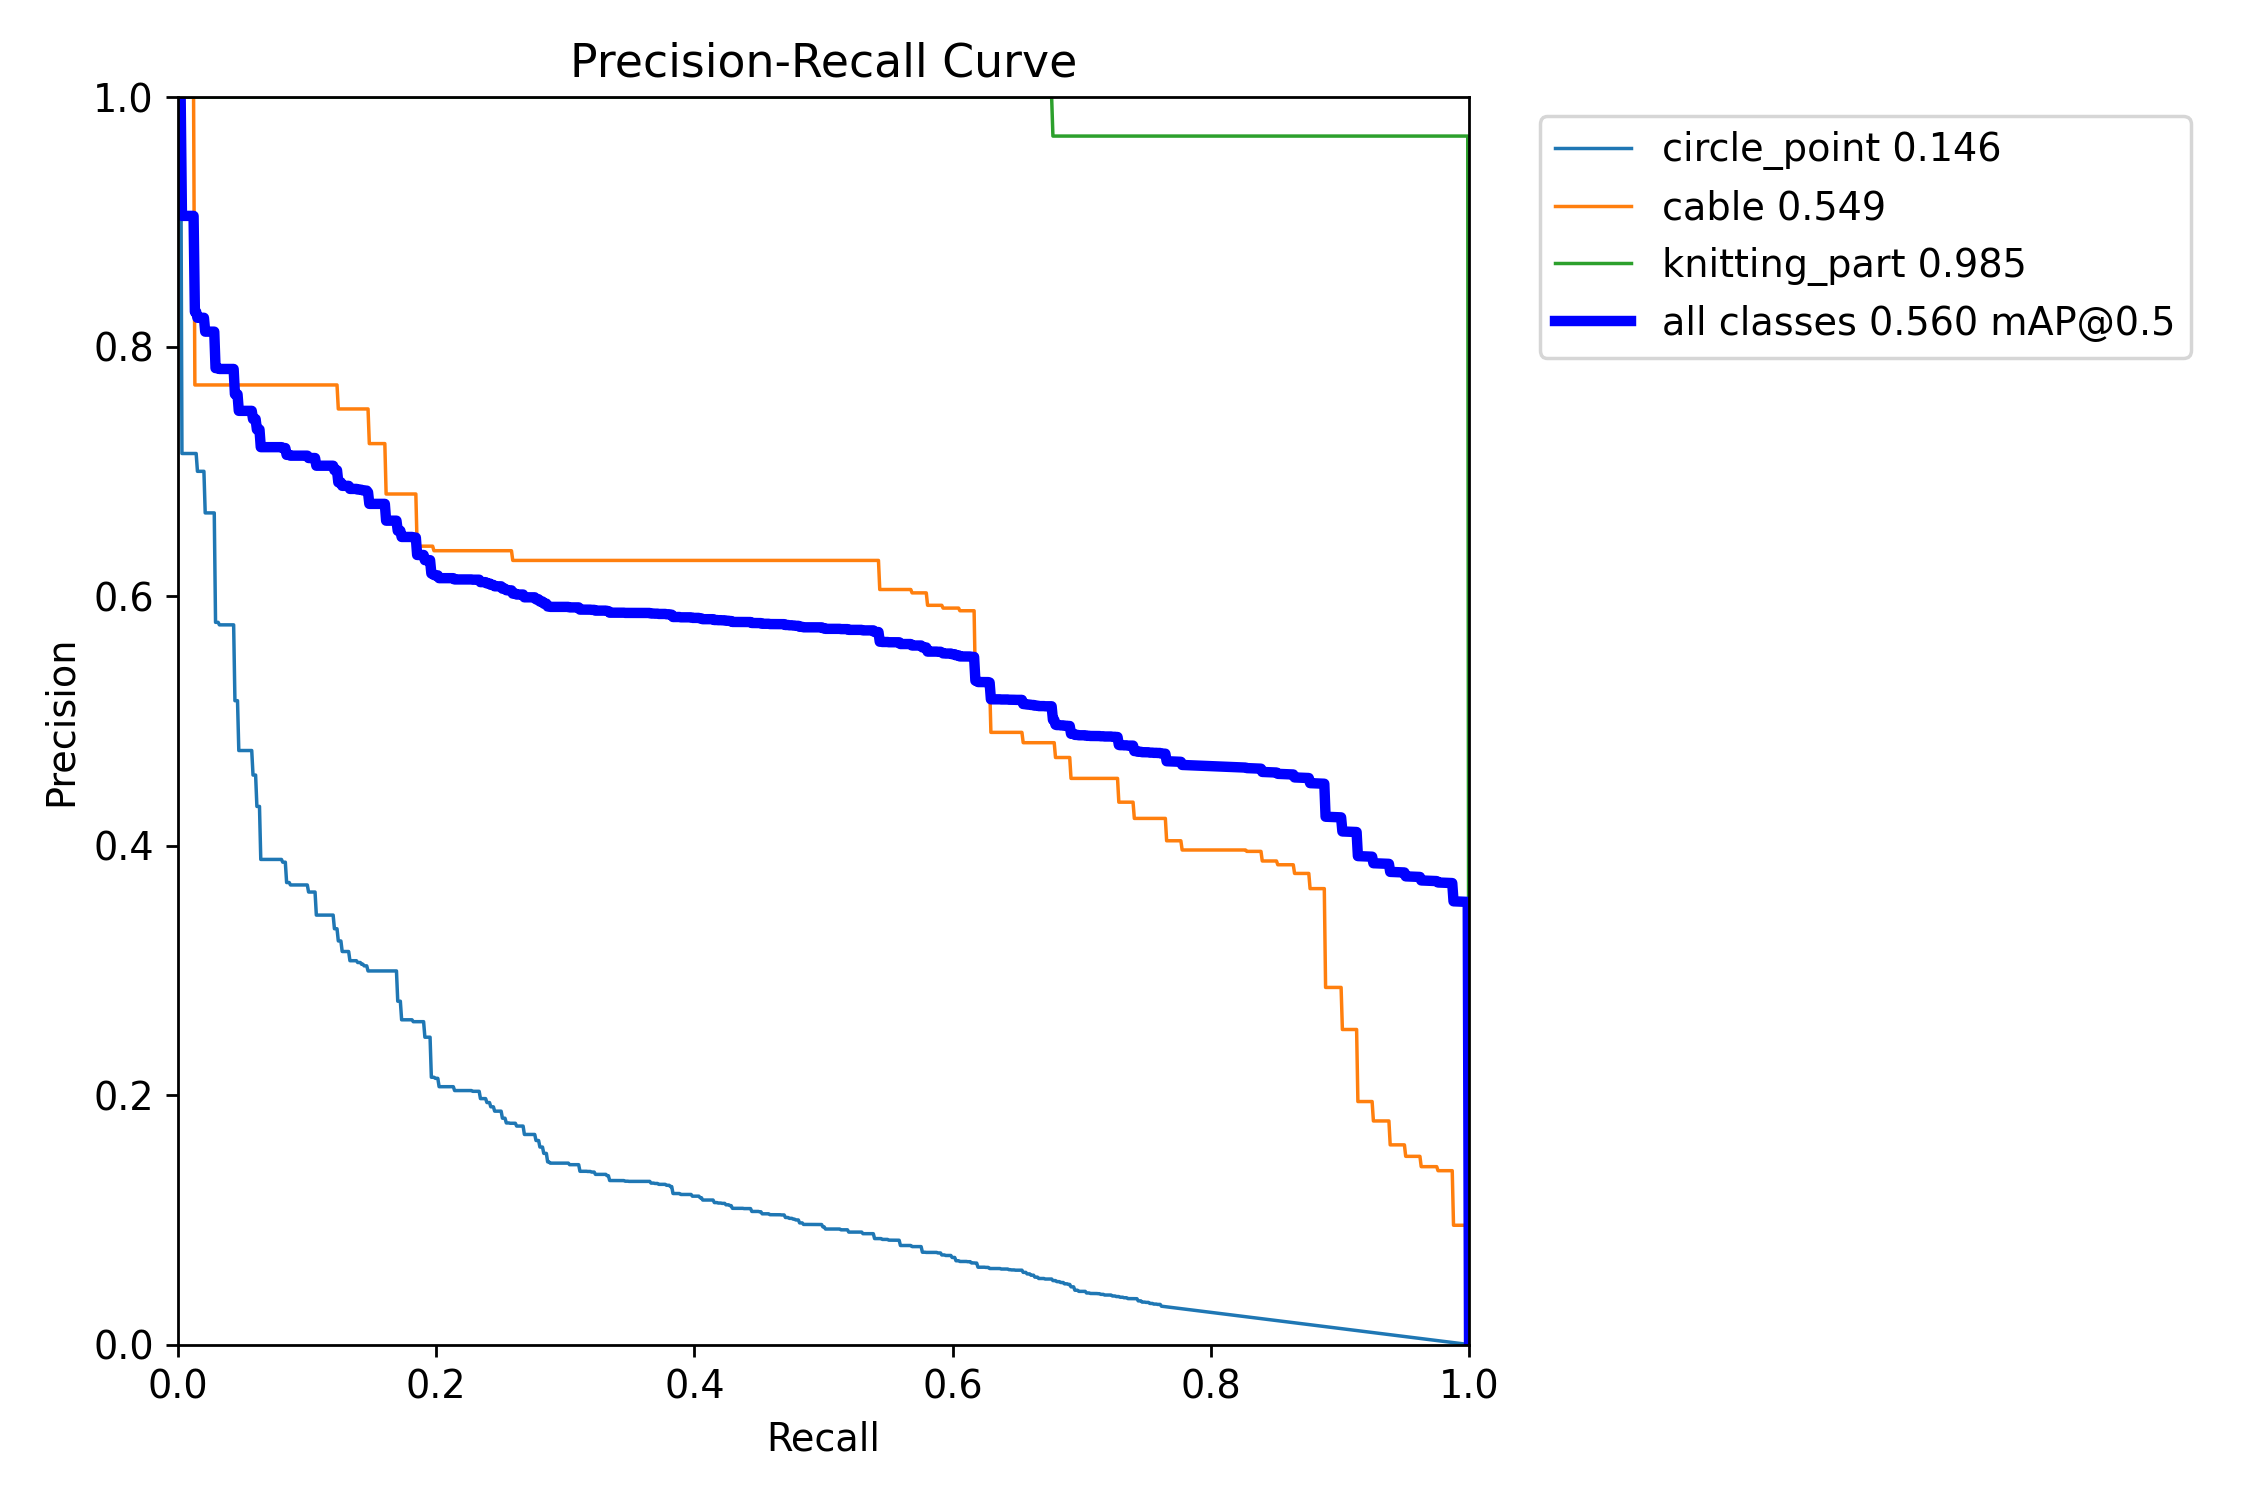 Precision-Recall Curve
circle_point 0.146
cable 0.549
knitting_part 0.985
all classes 0.560 mAP@0.5
Precision
1.0
0.8
0.6
0.4
0.2
0.0
0.0 0.2 0.4 0.6 0.8 1.0
Recall